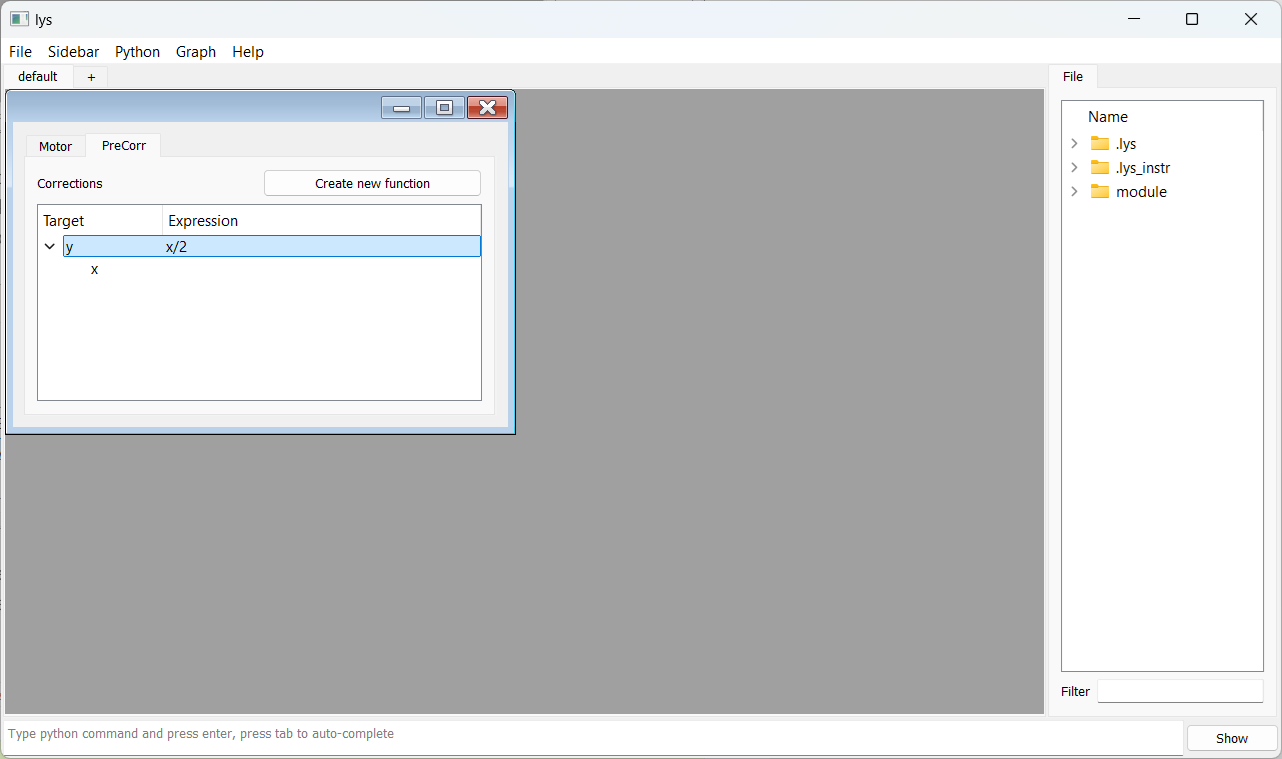 lys
File Sidebar Python Graph Help
default +
File
Motor PreCorr
Corrections Create new function
Target Expression
y x/2
x
Name
.lys
.lys_instr
module
Filter
Type python command and press enter, press tab to auto-complete
Show